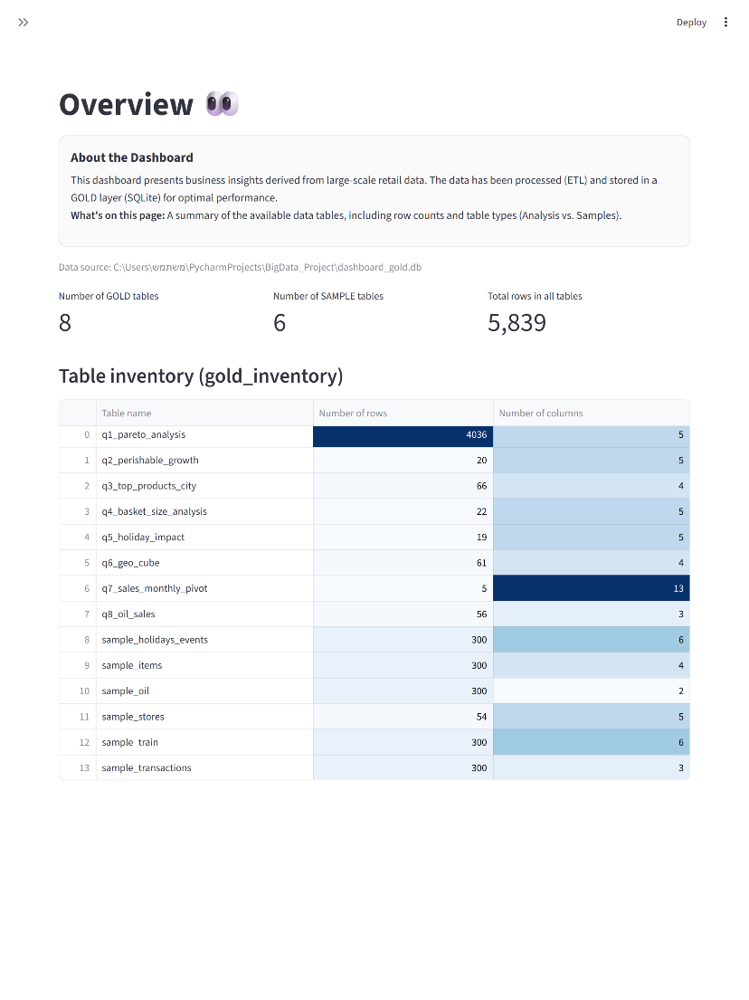 Deploy
Overview 👀
About the Dashboard
This dashboard presents business insights derived from large-scale retail data. The data has been processed (ETL) and stored in a
GOLD layer (SQLite) for optimal performance.
What's on this page: A summary of the available data tables, including row counts and table types (Analysis vs. Samples).
Data source: C:\Users\משתמש\PycharmProjects\BigData_Project\dashboard_gold.db
Number of GOLD tables Number of SAMPLE tables Total rows in all tables
8 6 5,839
Table inventory (gold_inventory)
Table name Number of rows Number of columns
0 q1_pareto_analysis 4036 5
1 q2_perishable_growth 20 5
2 q3_top_products_city 66 4
3 q4_basket_size_analysis 22 5
4 q5_holiday_impact 19 5
5 q6_geo_cube 61 4
6 q7_sales_monthly_pivot 5 13
7 q8_oil_sales 56 3
8 sample_holidays_events 300 6
9 sample_items 300 4
10 sample_oil 300 2
11 sample_stores 54 5
12 sample_train 300 6
13 sample_transactions 300 3